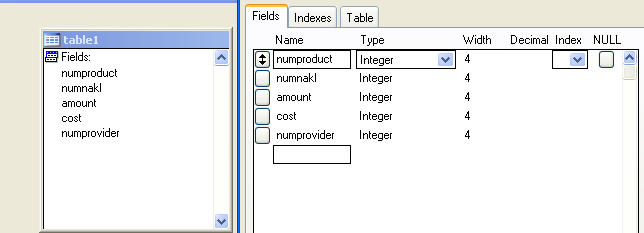 table1
Fields:
numproduct
numnakl
amount
cost
numprovider
Fields Indexes Table
Name Type Width Decimal Index NULL
numproduct Integer 4
numnakl Integer 4
amount Integer 4
cost Integer 4
numprovider Integer 4